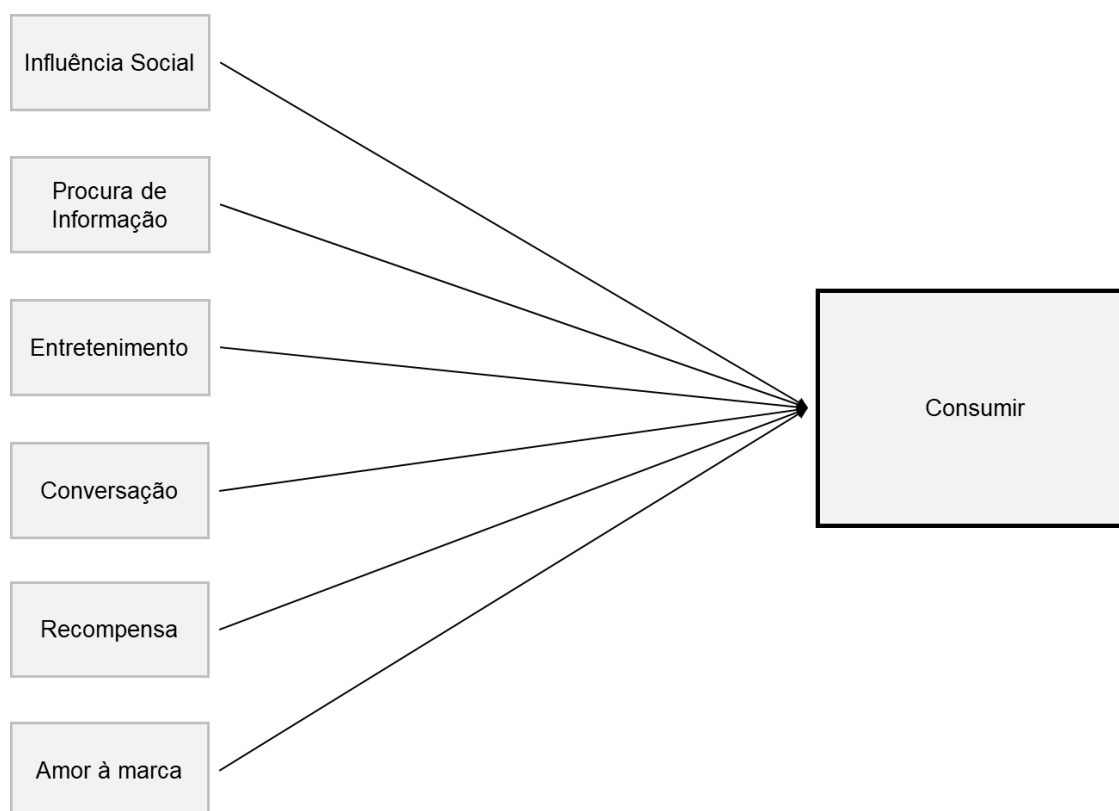 Influência Social
Procura de
Informação
Entretenimento
Consumir
Conversação
Recompensa
Amor à marca